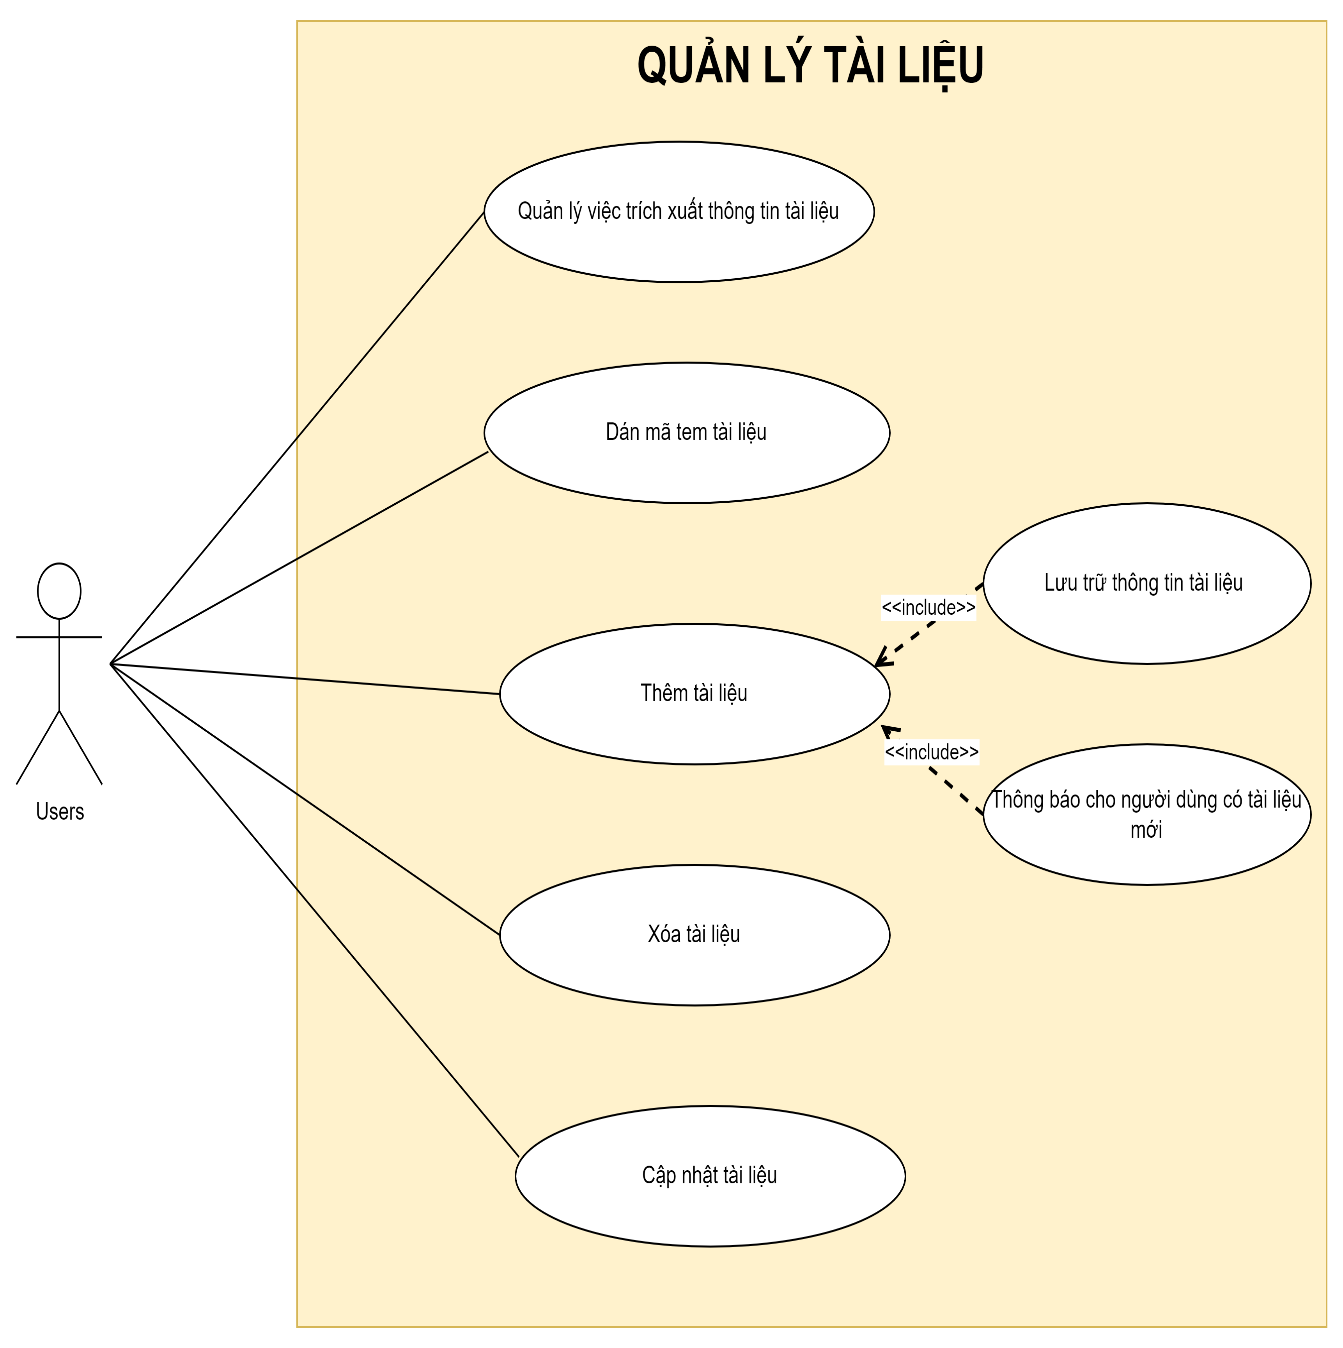 QUẢN LÝ TÀI LIỆU
Quản lý việc trích xuất thông tin tài liệu
Dán mã tem tài liệu
Lưu trữ thông tin tài liệu
<<include>>
Thêm tài liệu
<<include>>
Thông báo cho người dùng có tài liệu
mới
Users
Xóa tài liệu
Cập nhật tài liệu